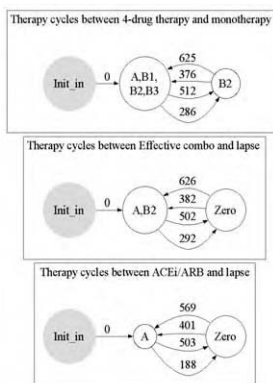 Therapy cycles between 4-drug therapy and monotherapy
625
0
376
Init_in
A,B1,
B2,B3
512
B2
286
Therapy cycles between Effective combo and lapse
626
0
382
Init_in
A,B2
502
Zero
292
Therapy cycles between ACEi/ARB and lapse
569
0
401
Init_in
A
503
Zero
188